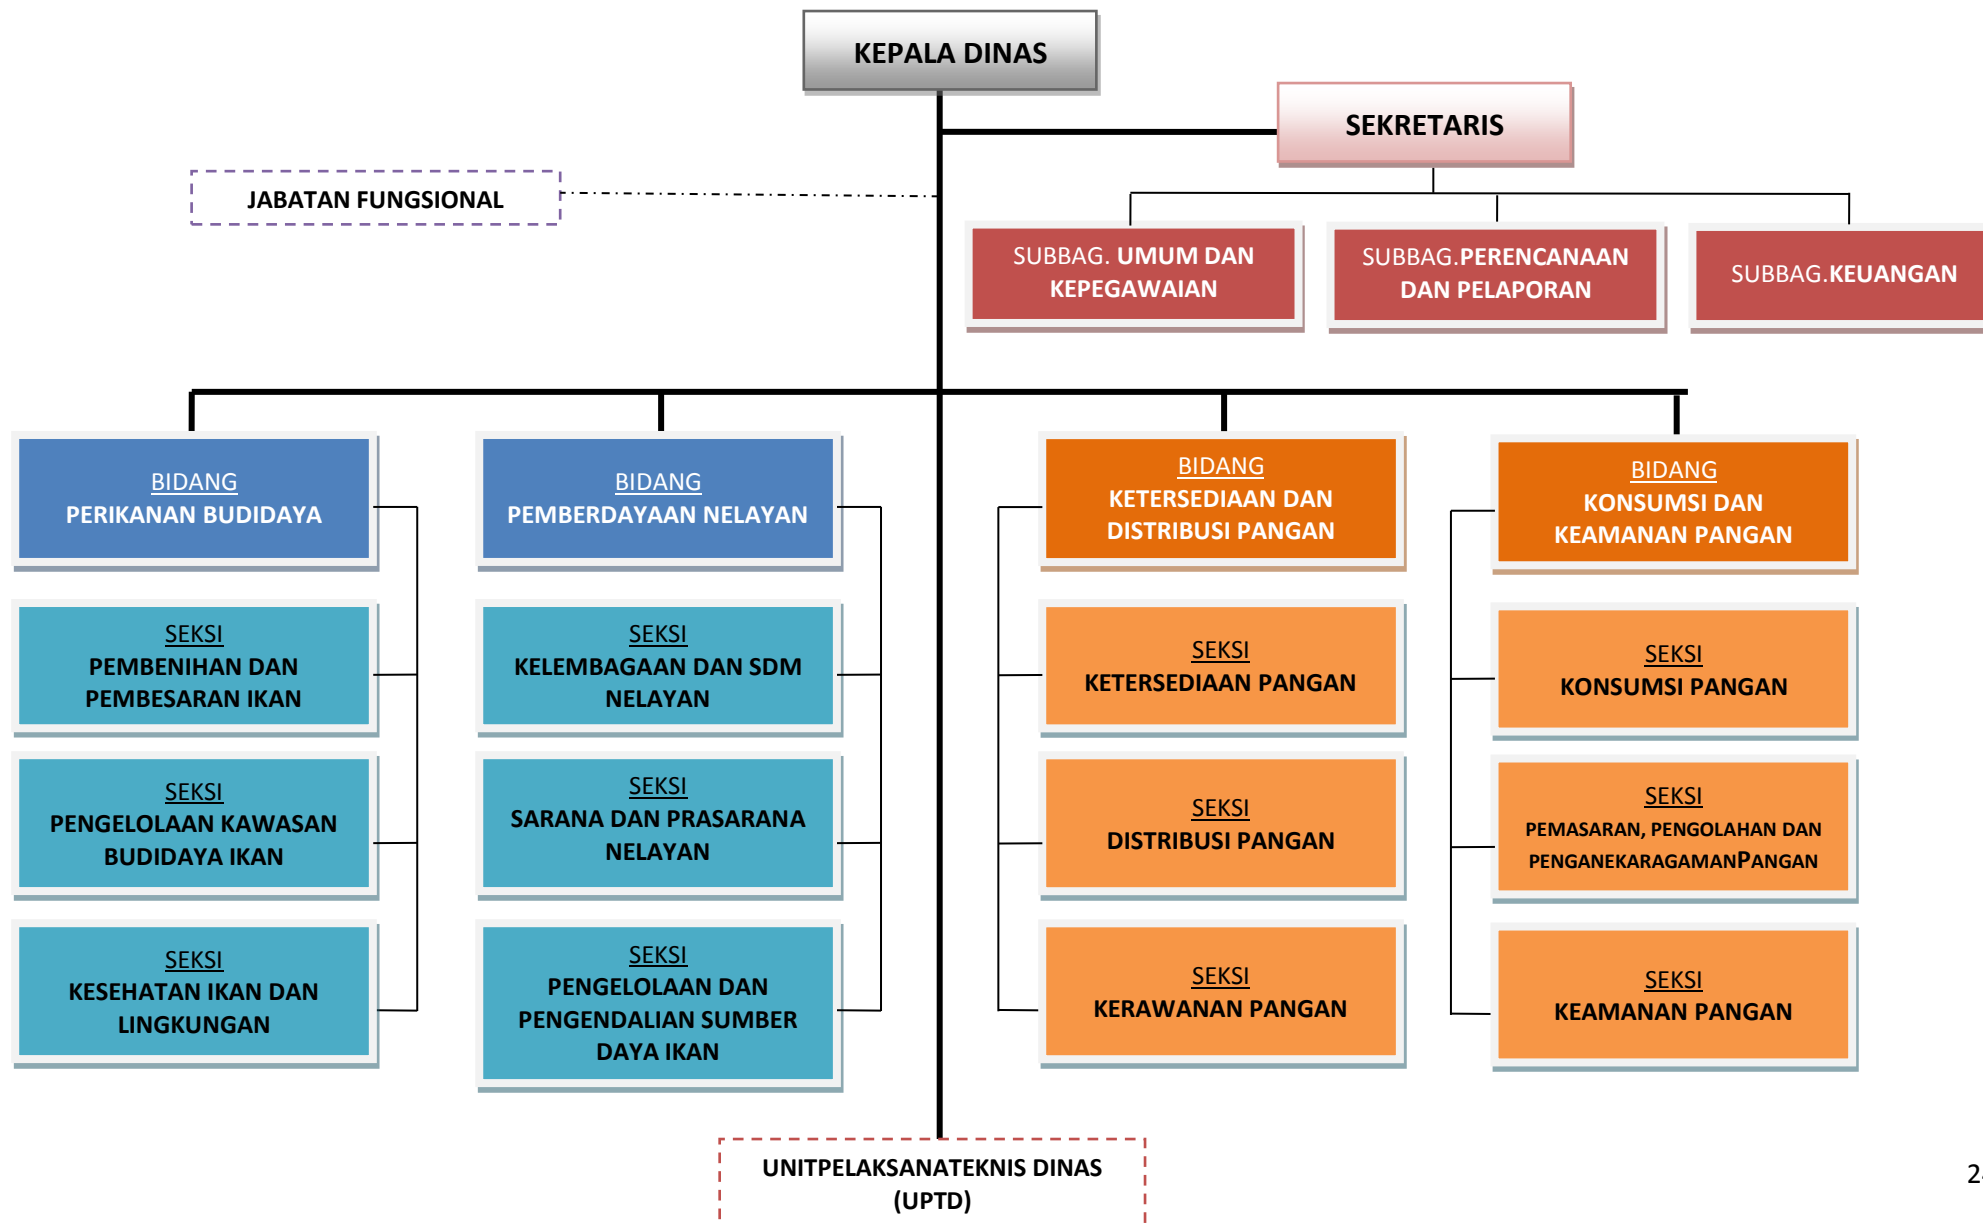 KEPALA DINAS
SEKRETARIS
JABATAN FUNGSIONAL
SUBBAG. UMUM DAN
KEPEGAWAIAN
SUBBAG.PERENCANAAN
DAN PELAPORAN
SUBBAG.KEUANGAN
BIDANG
PERIKANAN BUDIDAYA
BIDANG
PEMBERDAYAAN NELAYAN
BIDANG
KETERSEDIAAN DAN
DISTRIBUSI PANGAN
BIDANG
KONSUMSI DAN
KEAMANAN PANGAN
SEKSI
PEMBENIHAN DAN
PEMBESARAN IKAN
SEKSI
KELEMBAGAAN DAN SDM
NELAYAN
SEKSI
KETERSEDIAAN PANGAN
SEKSI
KONSUMSI PANGAN
SEKSI
PENGELOLAAN KAWASAN
BUDIDAYA IKAN
SEKSI
SARANA DAN PRASARANA
NELAYAN
SEKSI
DISTRIBUSI PANGAN
SEKSI
PEMASARAN, PENGOLAHAN DAN
PENGANEKARAGAMANPANGAN
SEKSI
KESEHATAN IKAN DAN
LINGKUNGAN
SEKSI
PENGELOLAAN DAN
PENGENDALIAN SUMBER
DAYA IKAN
SEKSI
KERAWANAN PANGAN
SEKSI
KEAMANAN PANGAN
UNITPELAKSANATEKNIS DINAS
(UPTD)